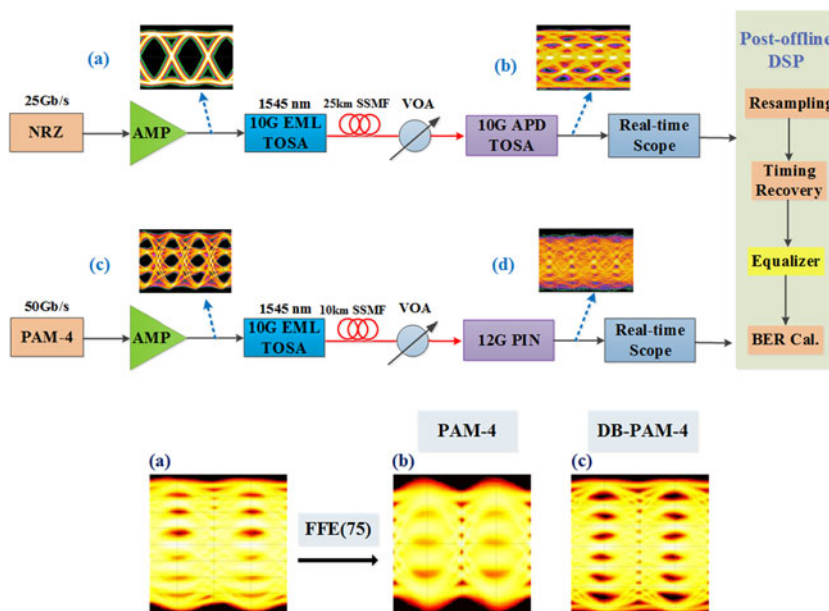 (a)
(b)
Post-offline
DSP
25Gb/s
NRZ
AMP
1545 nm
10G EML
TOSA
25km SSMF
VOA
10G APD
TOSA
Real-time
Scope
Resampling
Timing
Recovery
Equalizer
BER Cal.
(c)
(d)
50Gb/s
PAM-4
AMP
1545 nm
10G EML
TOSA
10km SSMF
VOA
12G PIN
Real-time
Scope
PAM-4
DB-PAM-4
(a)
(b)
(c)
FFE(75)